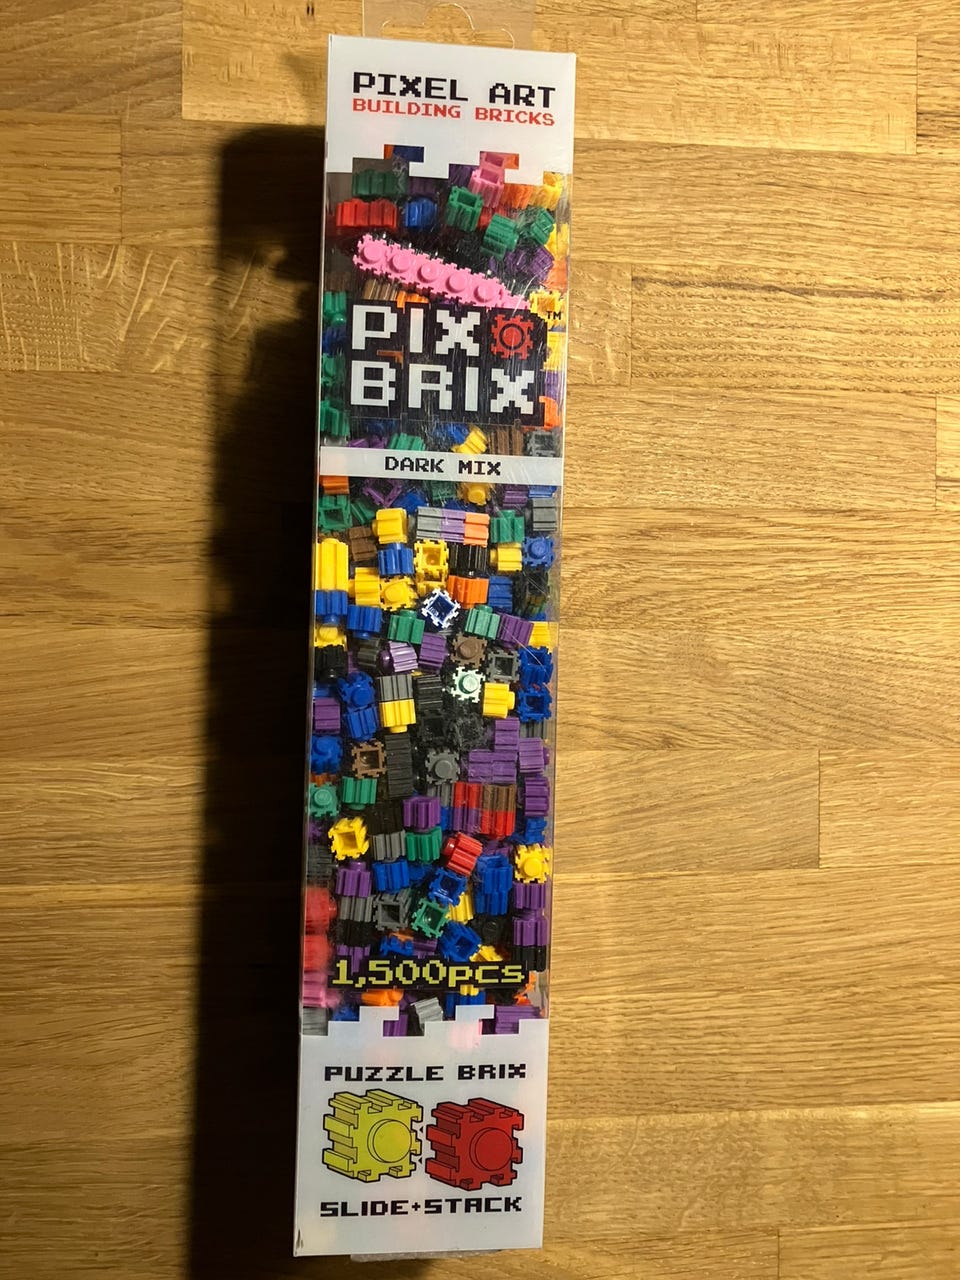 PIXEL ART
BUILDING BRICKS
PIX
BRIX
TM
DARK MIX
1,500pcs
PUZZLE BRIX
SLIDE+STACK